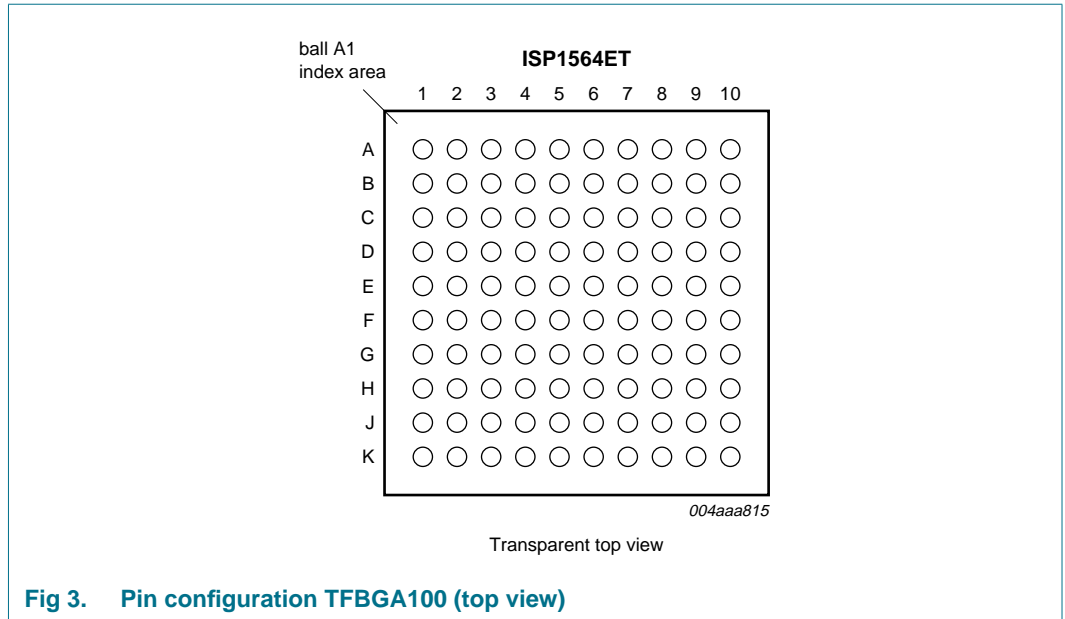 ball A1
index area
ISP1564ET
1 2 3 4 5 6 7 8 9 10
A
B
C
D
E
F
G
H
J
K
004aaa815
Transparent top view
Fig 3. Pin configuration TFBGA100 (top view)